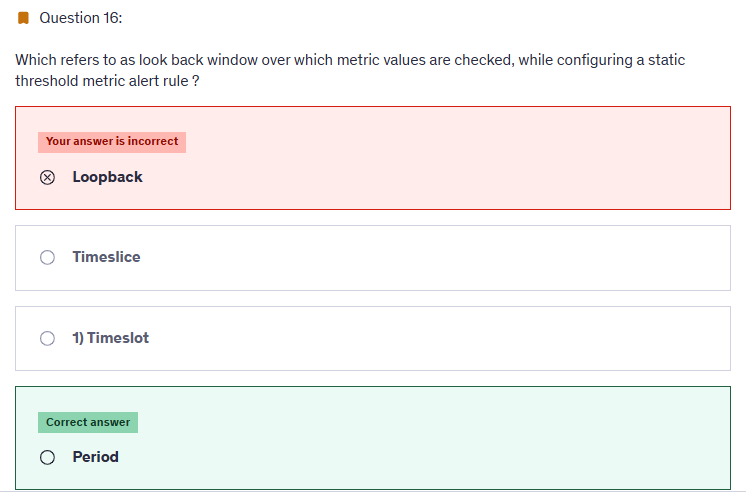 Question 16:
Which refers to as look back window over which metric values are checked, while configuring a static
threshold metric alert rule ?
Your answer is incorrect
Loopback
Timeslice
1) Timeslot
Correct answer
Period